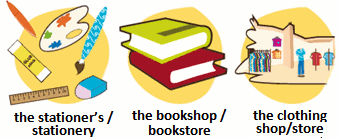 the stationer's /
stationery
the bookshop /
bookstore
the clothing
shop/store